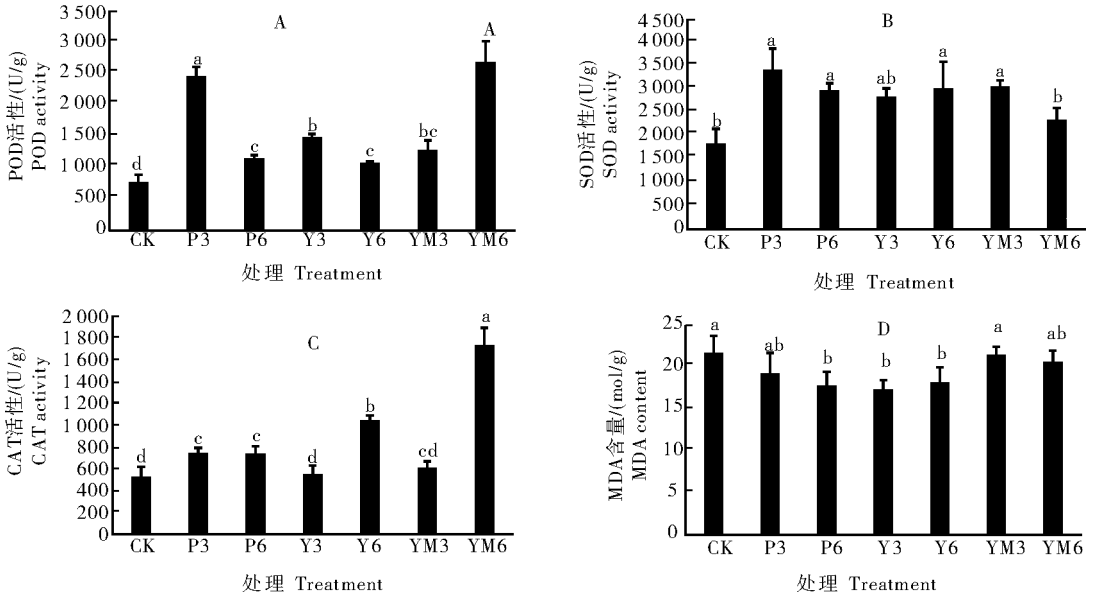 A
3 500
3 000
2 500
1 500
1 000
500
0
POD活性/(U/g)
POD activity
d
a
c
b
c
bc
A
CK P3 P6 Y3 Y6 YM3 YM6
处理 Treatment
B
4 500
4 000
3 500
3 000
2 500
2 000
1 500
1 000
500
0
SOD活性/(U/g)
SOD activity
b
a
a
ab
a
a
b
CK P3 P6 Y3 Y6 YM3 YM6
处理 Treatment
C
2 000
1 800
1 600
1 400
1 200
1 000
800
600
400
200
0
CAT活性/(U/g)
CAT activity
d
c
c
d
b
cd
a
CK P3 P6 Y3 Y6 YM3 YM6
处理 Treatment
D
25
20
15
10
5
0
MDA含量/(mol/g)
MDA content
a
ab
b
b
b
a
ab
CK P3 P6 Y3 Y6 YM3 YM6
处理 Treatment